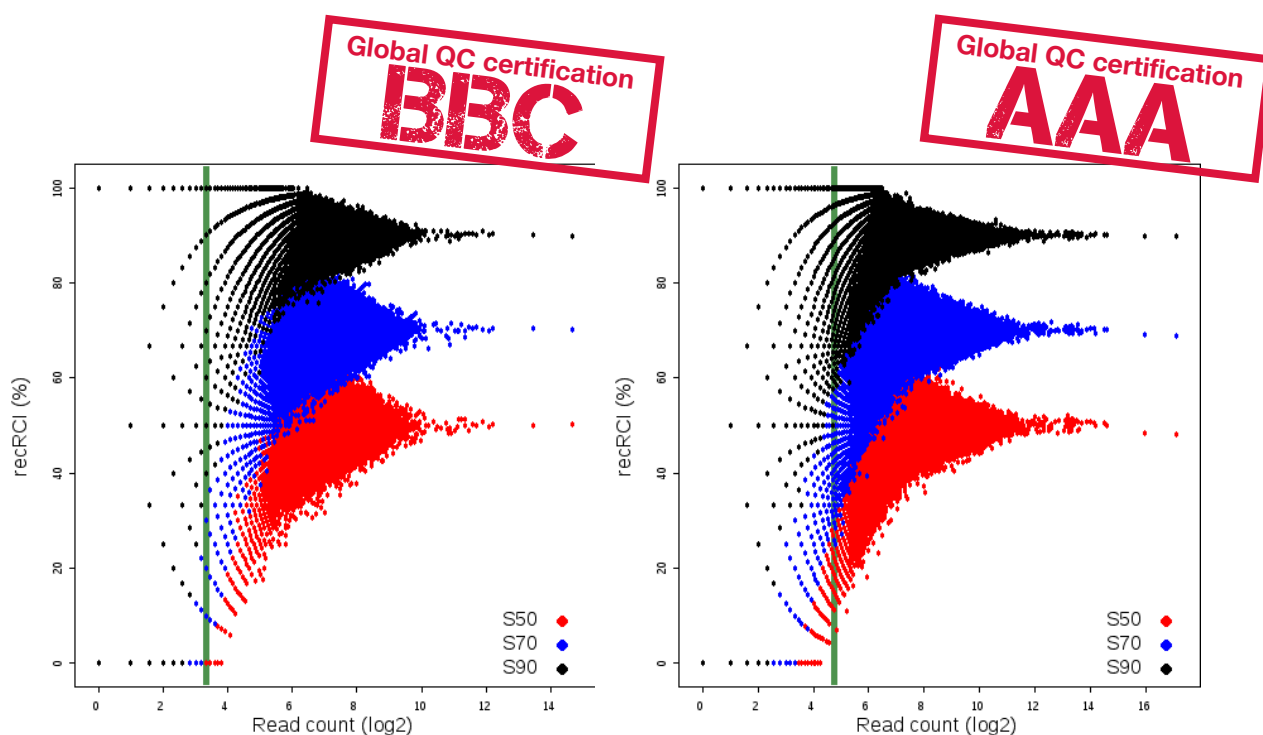 Global QC certification
BBC
Global QC certification
AAA
100
80
60
40
20
0
recRCI (%)
S50
S70
S90
0 2 4 6 8 10 12 14
Read count (log2)
100
80
60
40
20
0
recRCI (%)
S50
S70
S90
0 2 4 6 8 10 12 14 16
Read count (log2)